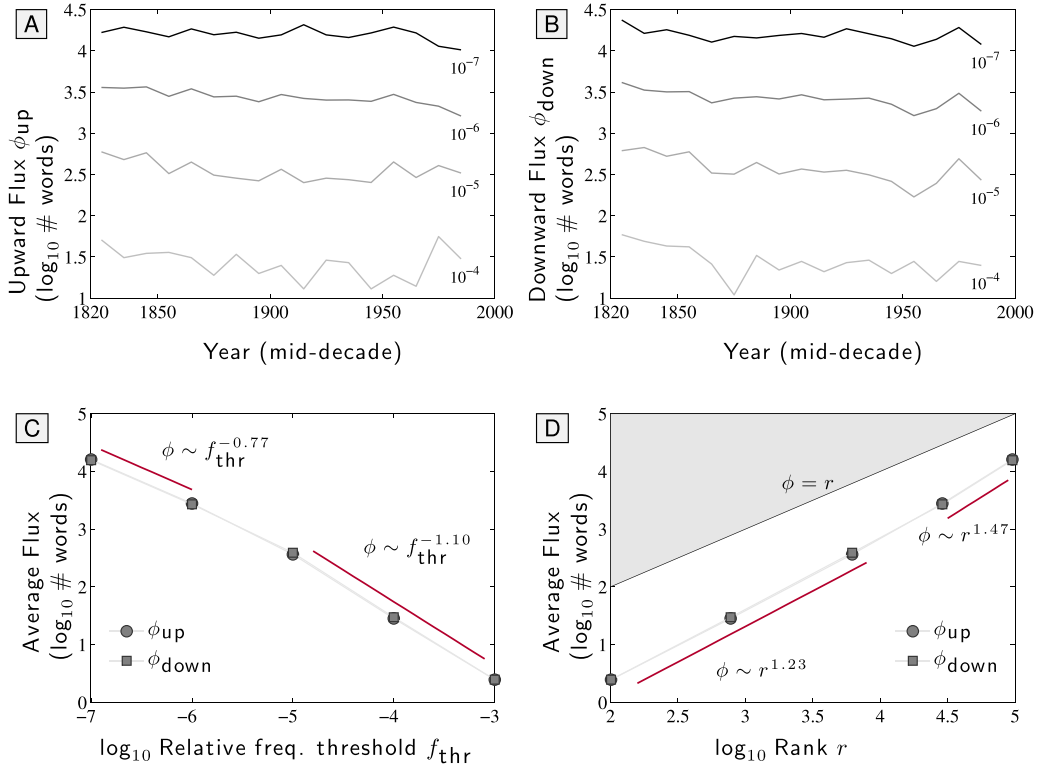 A
4.5
4
3.5
3
2.5
2
1.5
1
Upward Flux ϕup
(log10 # words)
10−7
10−6
10−5
10−4
1820 1850 1900 1950 2000
Year (mid-decade)
B
4.5
4
3.5
3
2.5
2
1.5
1
Downward Flux ϕdown
(log10 # words)
10−7
10−6
10−5
10−4
1820 1850 1900 1950 2000
Year (mid-decade)
C
5
4
3
2
1
0
Average Flux
(log10 # words)
ϕ ∼ fthr−0.77
ϕ ∼ fthr−1.10
ϕup
ϕdown
−7 −6 −5 −4 −3
log10 Relative freq. threshold fthr
D
5
4
3
2
1
0
Average Flux
(log10 # words)
ϕ = r
ϕ ∼ r1.47
ϕ ∼ r1.23
ϕup
ϕdown
2 2.5 3 3.5 4 4.5 5
log10 Rank r